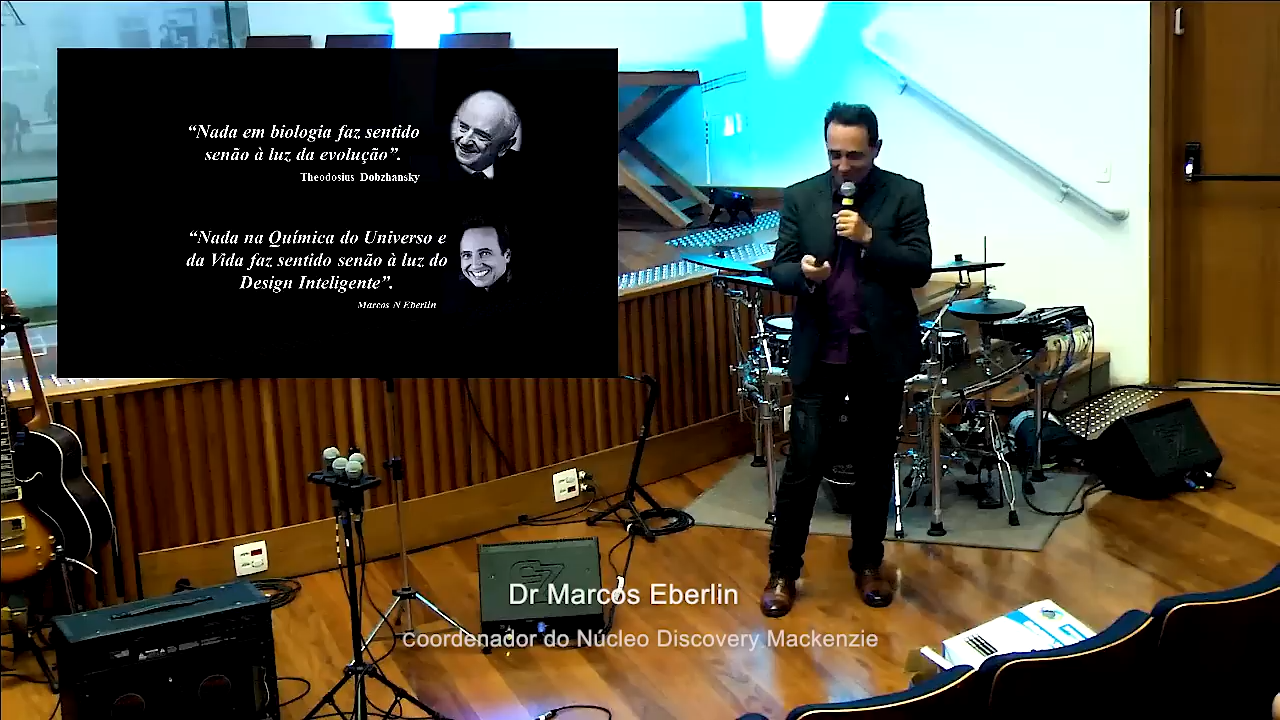 “Nada em biologia faz sentido
senão à luz da evolução”.
Theodosius Dobzhansky
“Nada na Química do Universo e
da Vida faz sentido senão à luz do
Design Inteligente”.
Marcos N Eberlin
Dr Marcos Eberlin
coordenador do Núcleo Discovery Mackenzie